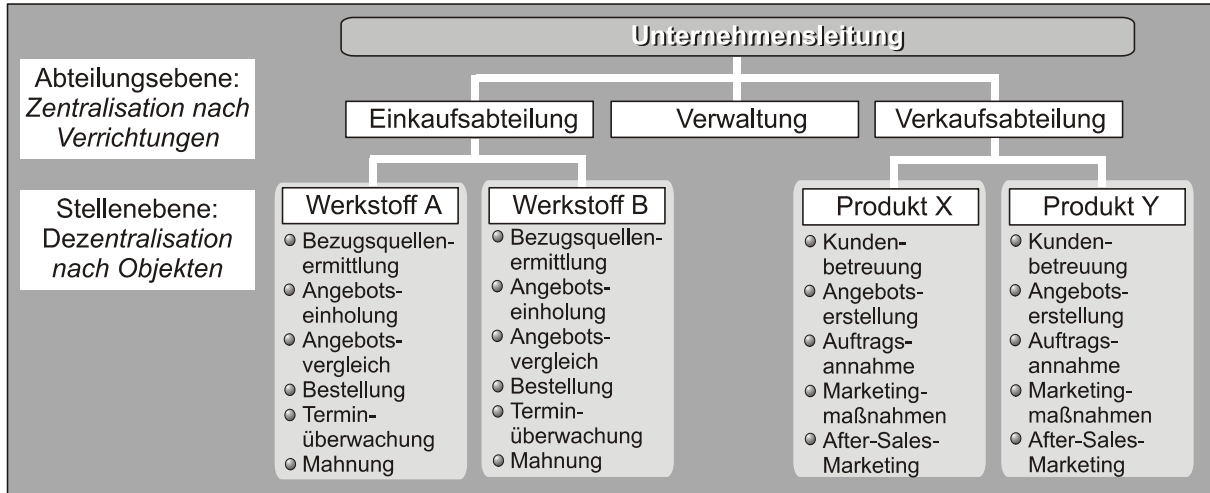 Unternehmensleitung
Abteilungsebene:
Zentralisation nach
Verrichtungen
Einkaufsabteilung
Verwaltung
Verkaufsabteilung
Stellenebene:
Dezentralisation
nach Objekten
Werkstoff A
Bezugsquellen-
ermittlung
Angebots-
einholung
Angebots-
vergleich
Bestellung
Termin-
überwachung
Mahnung
Werkstoff B
Bezugsquellen-
ermittlung
Angebots-
einholung
Angebots-
vergleich
Bestellung
Termin-
überwachung
Mahnung
Produkt X
Kunden-
betreuung
Angebots-
erstellung
Auftrags-
annahme
Marketing-
maßnahmen
After-Sales-
Marketing
Produkt Y
Kunden-
betreuung
Angebots-
erstellung
Auftrags-
annahme
Marketing-
maßnahmen
After-Sales-
Marketing